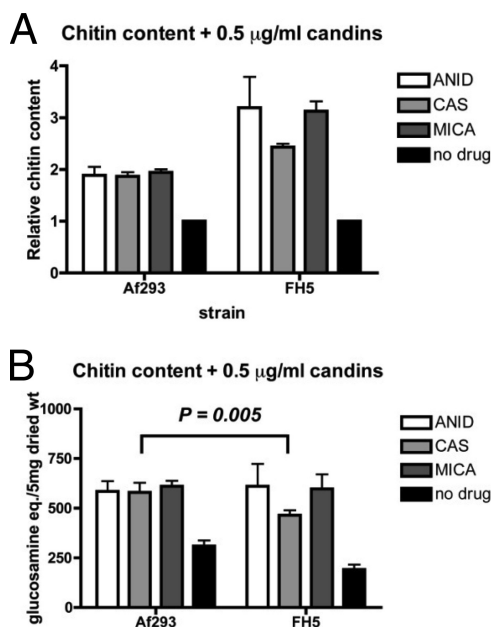 A
Chitin content + 0.5 μg/ml candins
Relative chitin content
4
3
2
1
0
Af293
FH5
strain
ANID
CAS
MICA
no drug
B
Chitin content + 0.5 μg/ml candins
glucosamine eq./5mg dried wt
1000
750
500
250
0
P = 0.005
Af293
FH5
ANID
CAS
MICA
no drug